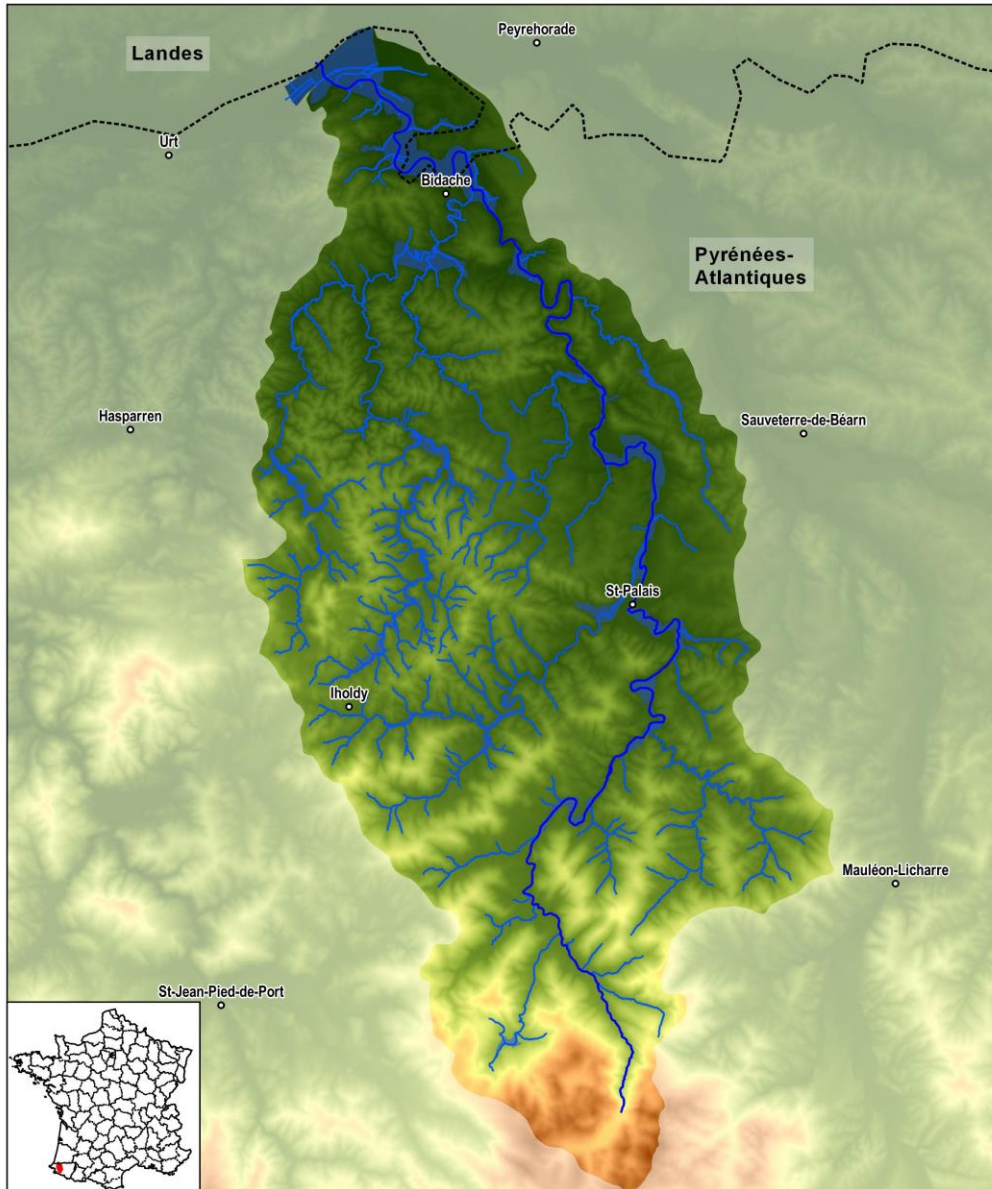 Peyrehorade
Landes
Urt
Bidache
Pyrénées-
Atlantiques
Hasparren
Sauveterre-de-Béarn
St-Palais
Iholdy
Mauléon-Licharre
St-Jean-Pied-de-Port